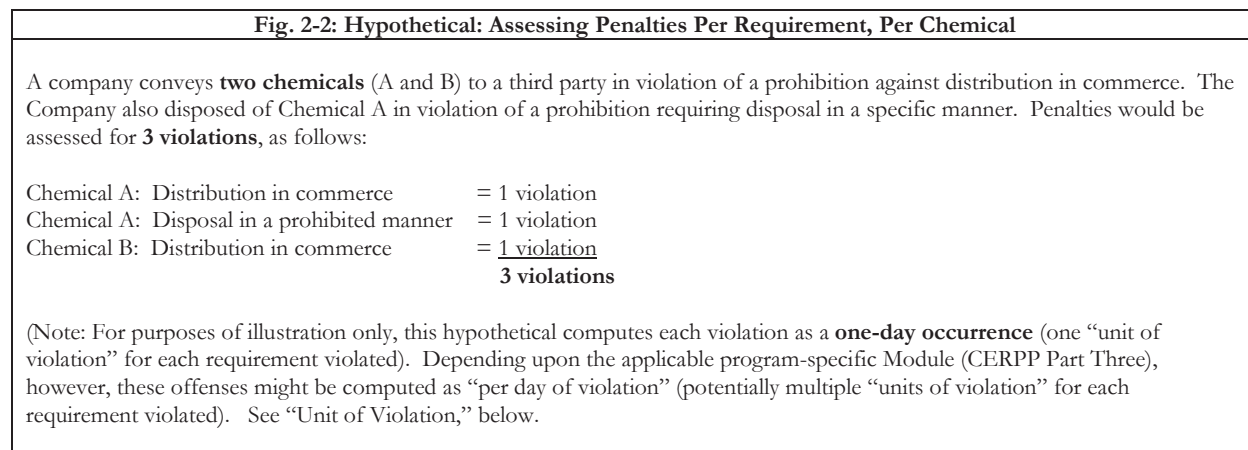 Fig. 2-2: Hypothetical: Assessing Penalties Per Requirement, Per Chemical
A company conveys two chemicals (A and B) to a third party in violation of a prohibition against distribution in commerce. The
Company also disposed of Chemical A in violation of a prohibition requiring disposal in a specific manner. Penalties would be
assessed for 3 violations, as follows:
Chemical A: Distribution in commerce = 1 violation
Chemical A: Disposal in a prohibited manner = 1 violation
Chemical B: Distribution in commerce = 1 violation
3 violations
(Note: For purposes of illustration only, this hypothetical computes each violation as a one-day occurrence (one “unit of
violation” for each requirement violated). Depending upon the applicable program-specific Module (CERPP Part Three),
however, these offenses might be computed as “per day of violation” (potentially multiple “units of violation” for each
requirement violated). See “Unit of Violation,” below.